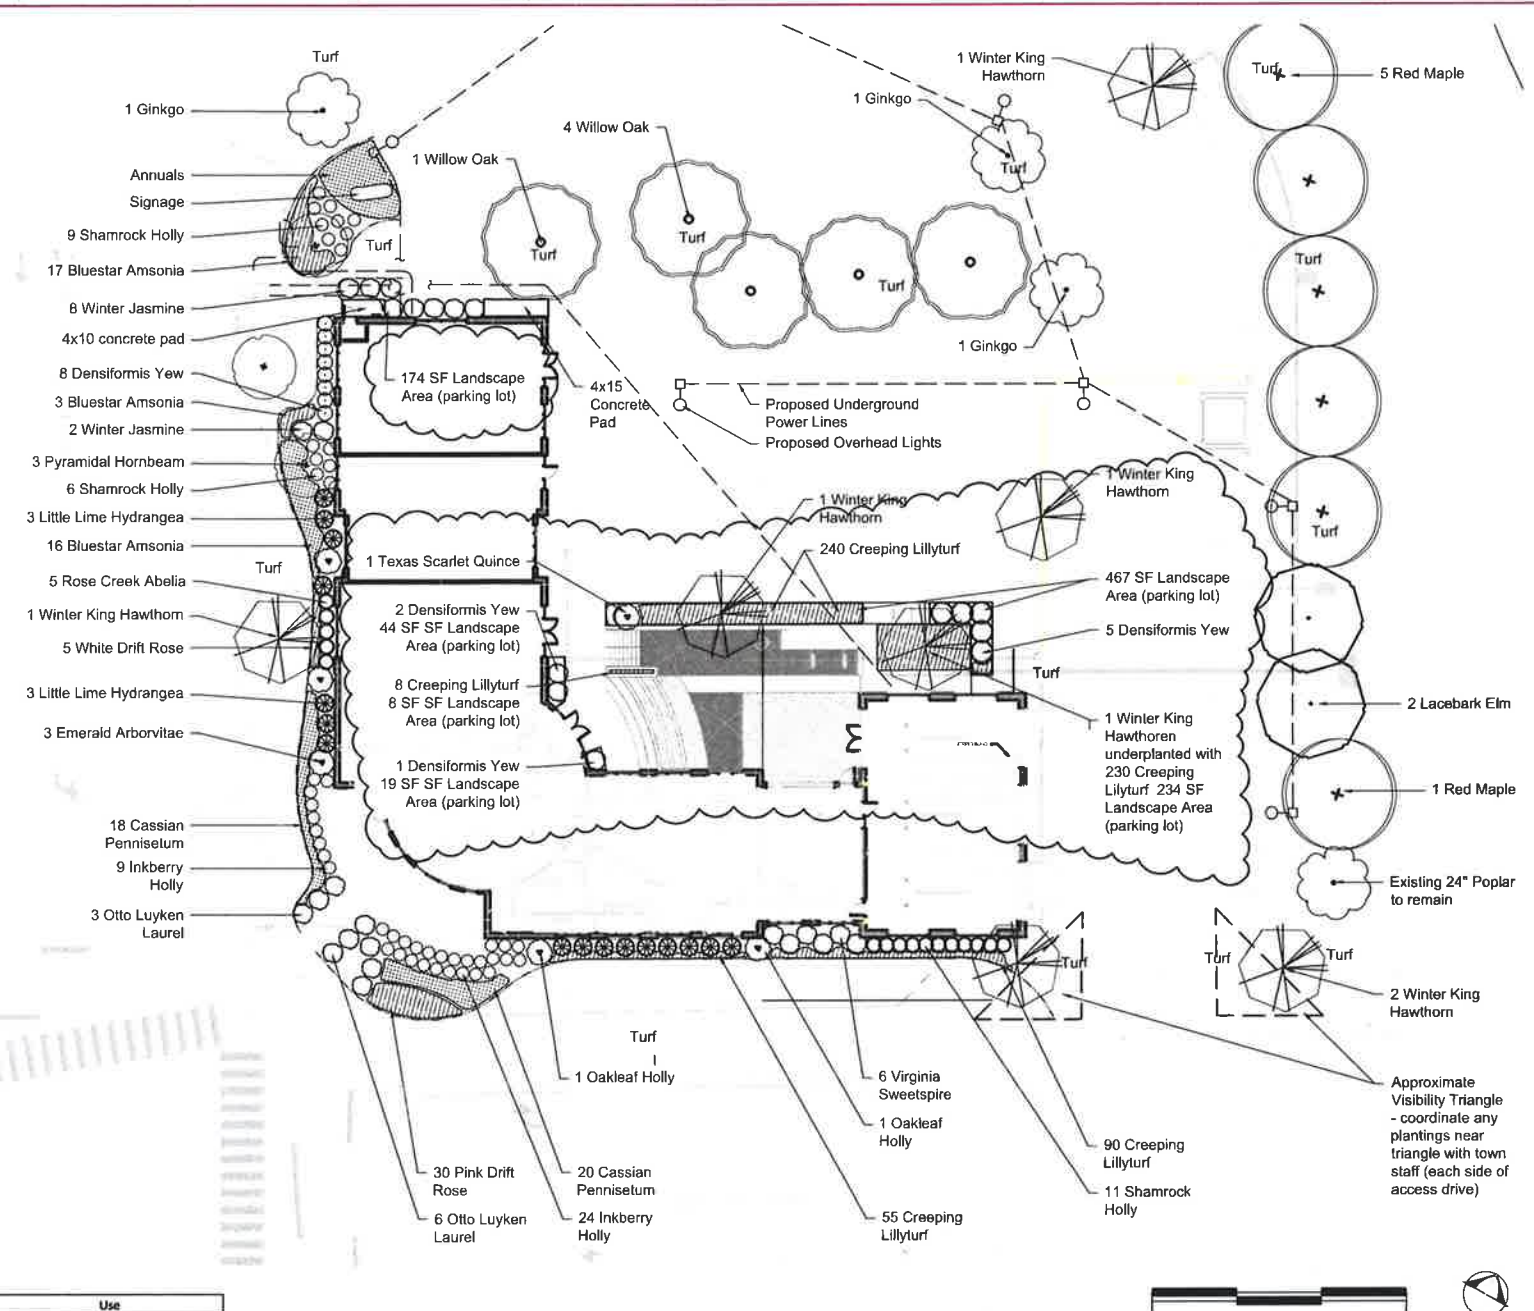 Turf
1 Ginkgo
Annuals
Signage
9 Shamrock Holly
Turf
17 Bluestar Amsonia
8 Winter Jasmine
4x10 concrete pad
8 Densiformis Yew
3 Bluestar Amsonia
2 Winter Jasmine
3 Pyramidal Hornbeam
6 Shamrock Holly
3 Little Lime Hydrangea
16 Bluestar Amsonia
Turf
5 Rose Creek Abelia
1 Winter King Hawthorn
5 White Drift Rose
3 Little Lime Hydrangea
3 Emerald Arborvitae
18 Cassian
Pennisetum
9 Inkberry
Holly
3 Otto Luyken
Laurel
1 Willow Oak
Turf
4 Willow Oak
Turf
Turf
1 Winter King
Hawthorn
1 Ginkgo
Turf
Turf
5 Red Maple
Turf
1 Ginkgo
174 SF Landscape
Area (parking lot)
4x15
Concrete
Pad
Proposed Underground
Power Lines
Proposed Overhead Lights
1 Winter King
Hawthorn
1 Winter King
Hawthorn
Turf
240 Creeping Lillyturf
1 Texas Scarlet Quince
467 SF Landscape
Area (parking lot)
2 Densiformis Yew
44 SF SF Landscape
Area (parking lot)
5 Densiformis Yew
Turf
8 Creeping Lillyturf
8 SF SF Landscape
Area (parking lot)
2 Lacebark Elm
1 Winter King
Hawthoren
underplanted with
230 Creeping
Lilyturf 234 SF
Landscape Area
(parking lot)
1 Densiformis Yew
19 SF SF Landscape
Area (parking lot)
1 Red Maple
Existing 24" Poplar
to remain
Turf
Turf
Turf
2 Winter King
Hawthorn
Turf
1 Oakleaf Holly
6 Virginia
Sweetspire
1 Oakleaf
Holly
Approximate
Visibility Triangle
- coordinate any
plantings near
triangle with town
staff (each side of
access drive)
90 Creeping
Lillyturf
11 Shamrock
Holly
30 Pink Drift
Rose
20 Cassian
Pennisetum
6 Otto Luyken
Laurel
24 Inkberry
Holly
55 Creeping
Lillyturf
Use